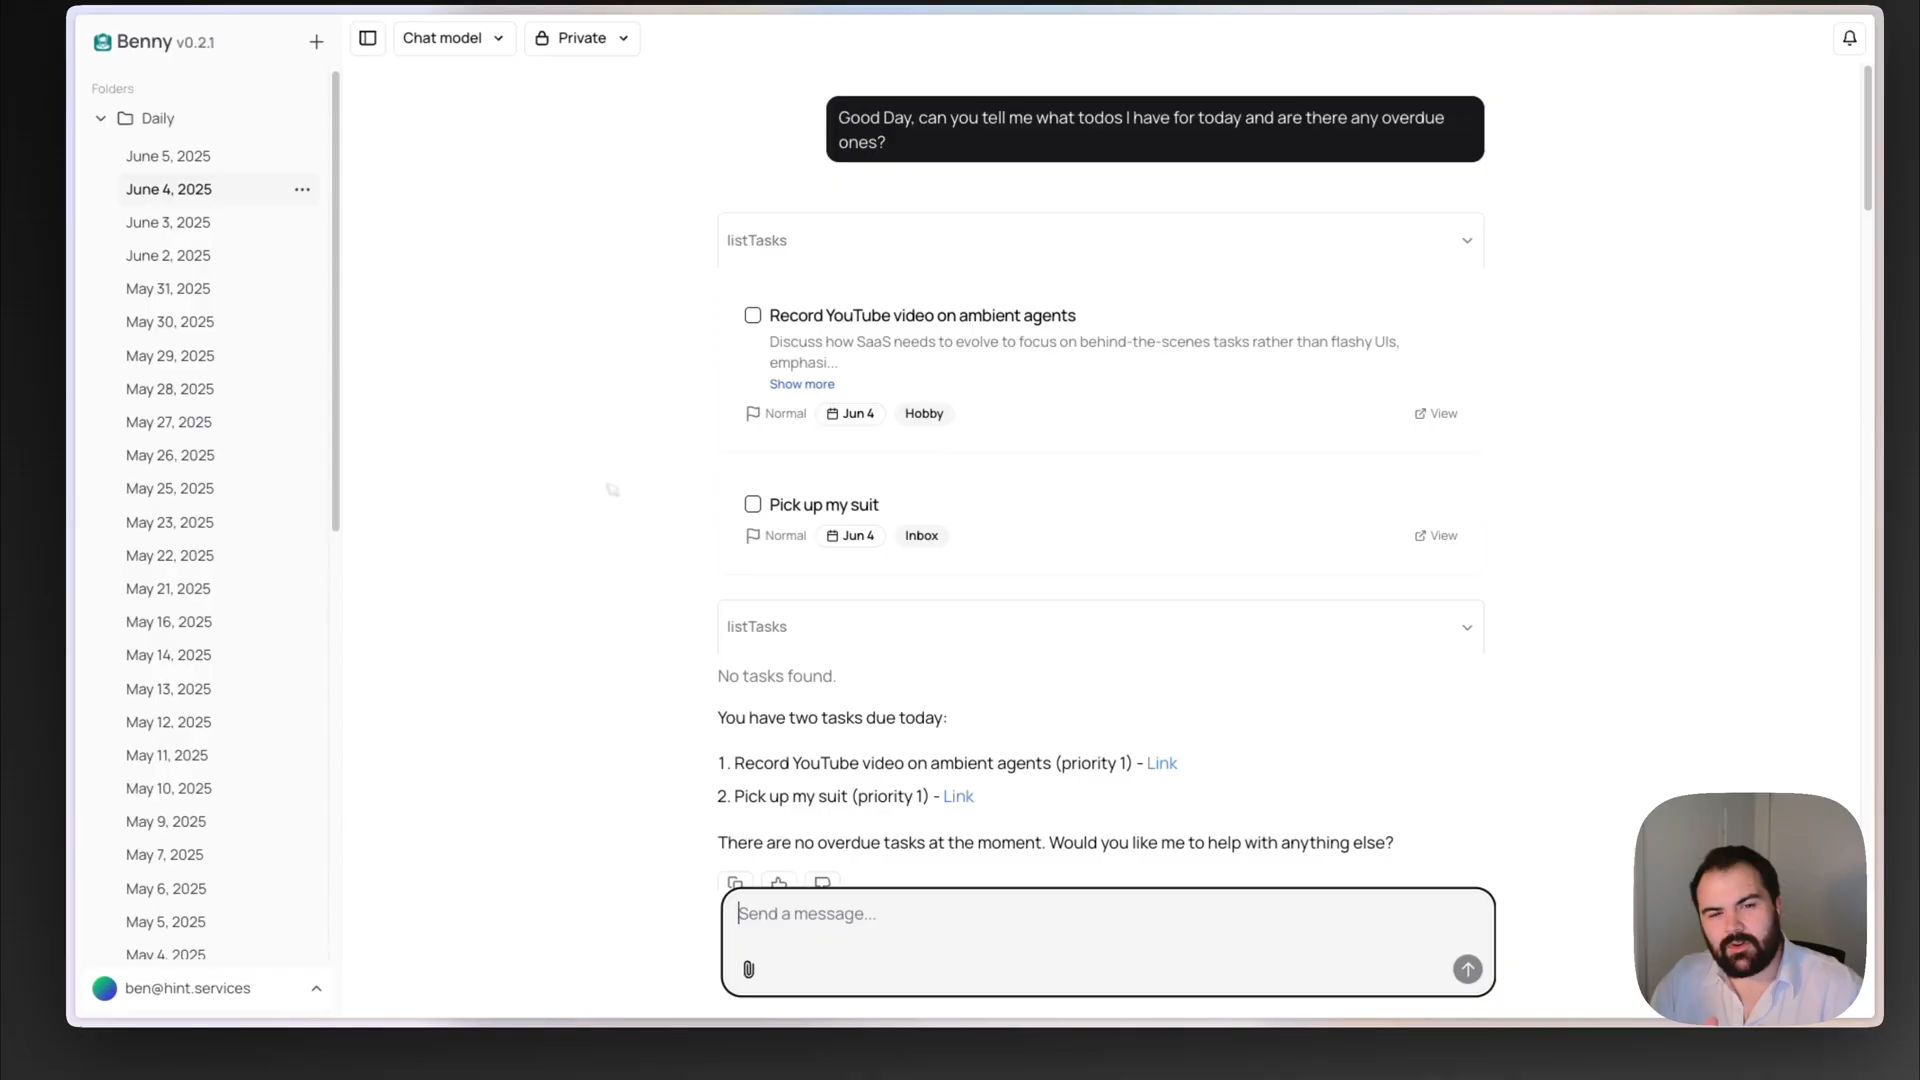 Benny v0.2.1
Folders
Daily
June 5, 2025
June 4, 2025
June 3, 2025
June 2, 2025
May 31, 2025
May 30, 2025
May 29, 2025
May 28, 2025
May 27, 2025
May 26, 2025
May 25, 2025
May 23, 2025
May 22, 2025
May 21, 2025
May 16, 2025
May 14, 2025
May 13, 2025
May 12, 2025
May 11, 2025
May 10, 2025
May 9, 2025
May 7, 2025
May 6, 2025
May 5, 2025
May 4, 2025
ben@hint.services
Chat model
Private
Good Day, can you tell me what todos I have for today and are there any overdue
ones?
listTasks
Record YouTube video on ambient agents
Discuss how SaaS needs to evolve to focus on behind-the-scenes tasks rather than flashy UIs,
emphasi...
Show more
Normal Jun 4 Hobby View
Pick up my suit
Normal Jun 4 Inbox View
listTasks
No tasks found.
You have two tasks due today:
1. Record YouTube video on ambient agents (priority 1) - Link
2. Pick up my suit (priority 1) - Link
There are no overdue tasks at the moment. Would you like me to help with anything else?
Send a message...